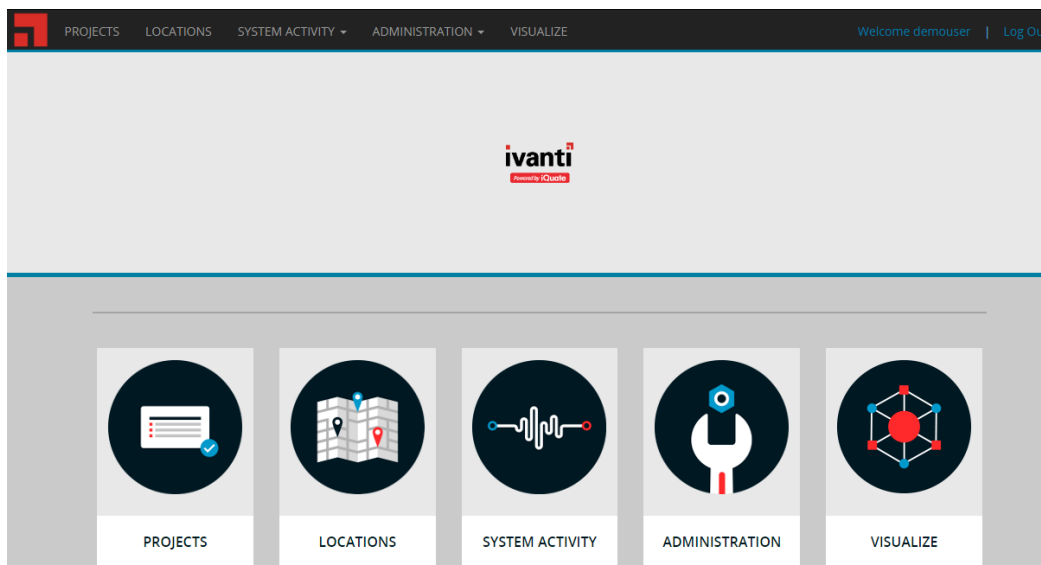 PROJECTS LOCATIONS SYSTEM ACTIVITY ADMINISTRATION VISUALIZE Welcome demouser | Log Ou
ivanti
Powered by iQuate
PROJECTS LOCATIONS SYSTEM ACTIVITY ADMINISTRATION VISUALIZE